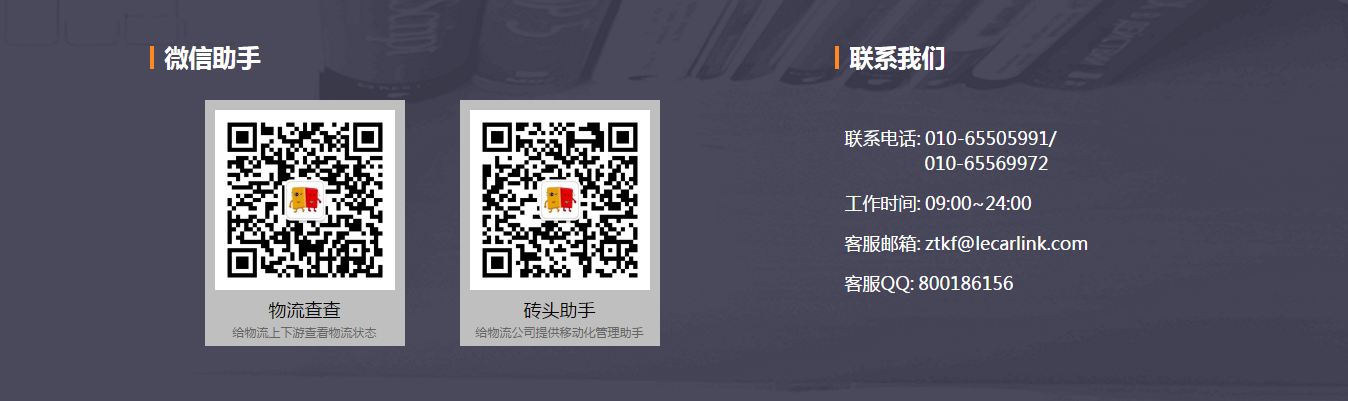 微信助手
物流查查
给物流上下游查看物流状态
砖头助手
给物流公司提供移动化管理助手
联系我们
联系电话: 010-65505991/
010-65569972
工作时间: 09:00~24:00
客服邮箱: ztkf@lecarlink.com
客服QQ: 800186156